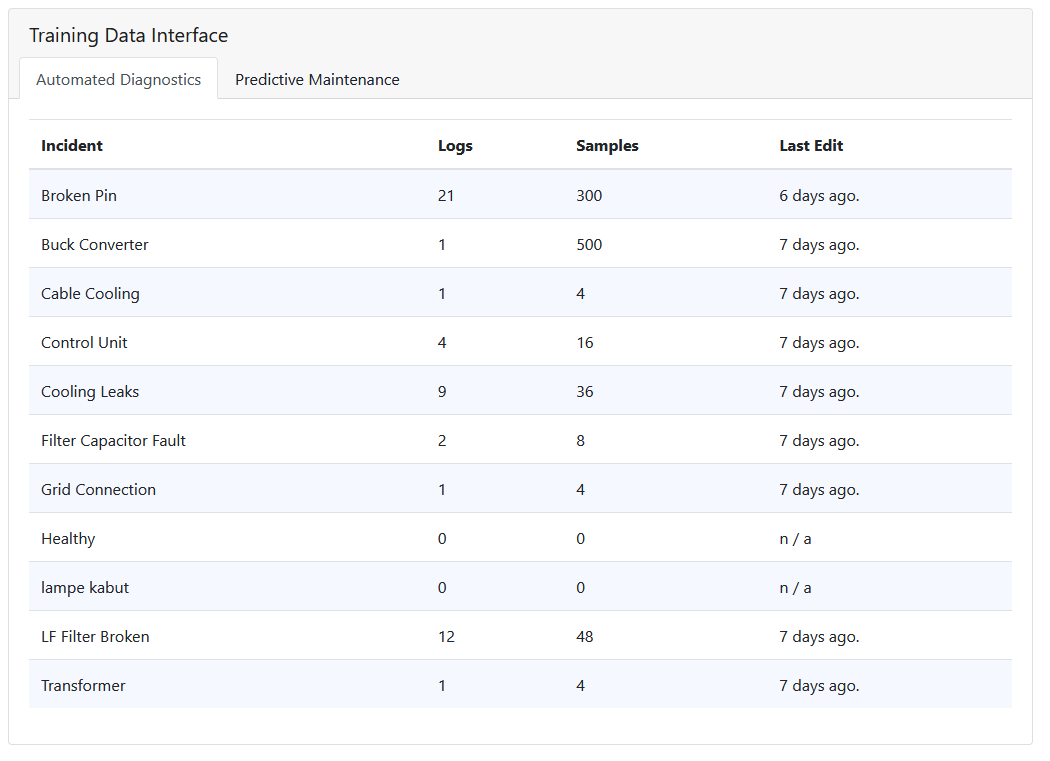 Training Data Interface
Automated Diagnostics Predictive Maintenance
Incident Logs Samples Last Edit
Broken Pin 21 300 6 days ago.
Buck Converter 1 500 7 days ago.
Cable Cooling 1 4 7 days ago.
Control Unit 4 16 7 days ago.
Cooling Leaks 9 36 7 days ago.
Filter Capacitor Fault 2 8 7 days ago.
Grid Connection 1 4 7 days ago.
Healthy 0 0 n / a
lampe kabut 0 0 n / a
LF Filter Broken 12 48 7 days ago.
Transformer 1 4 7 days ago.